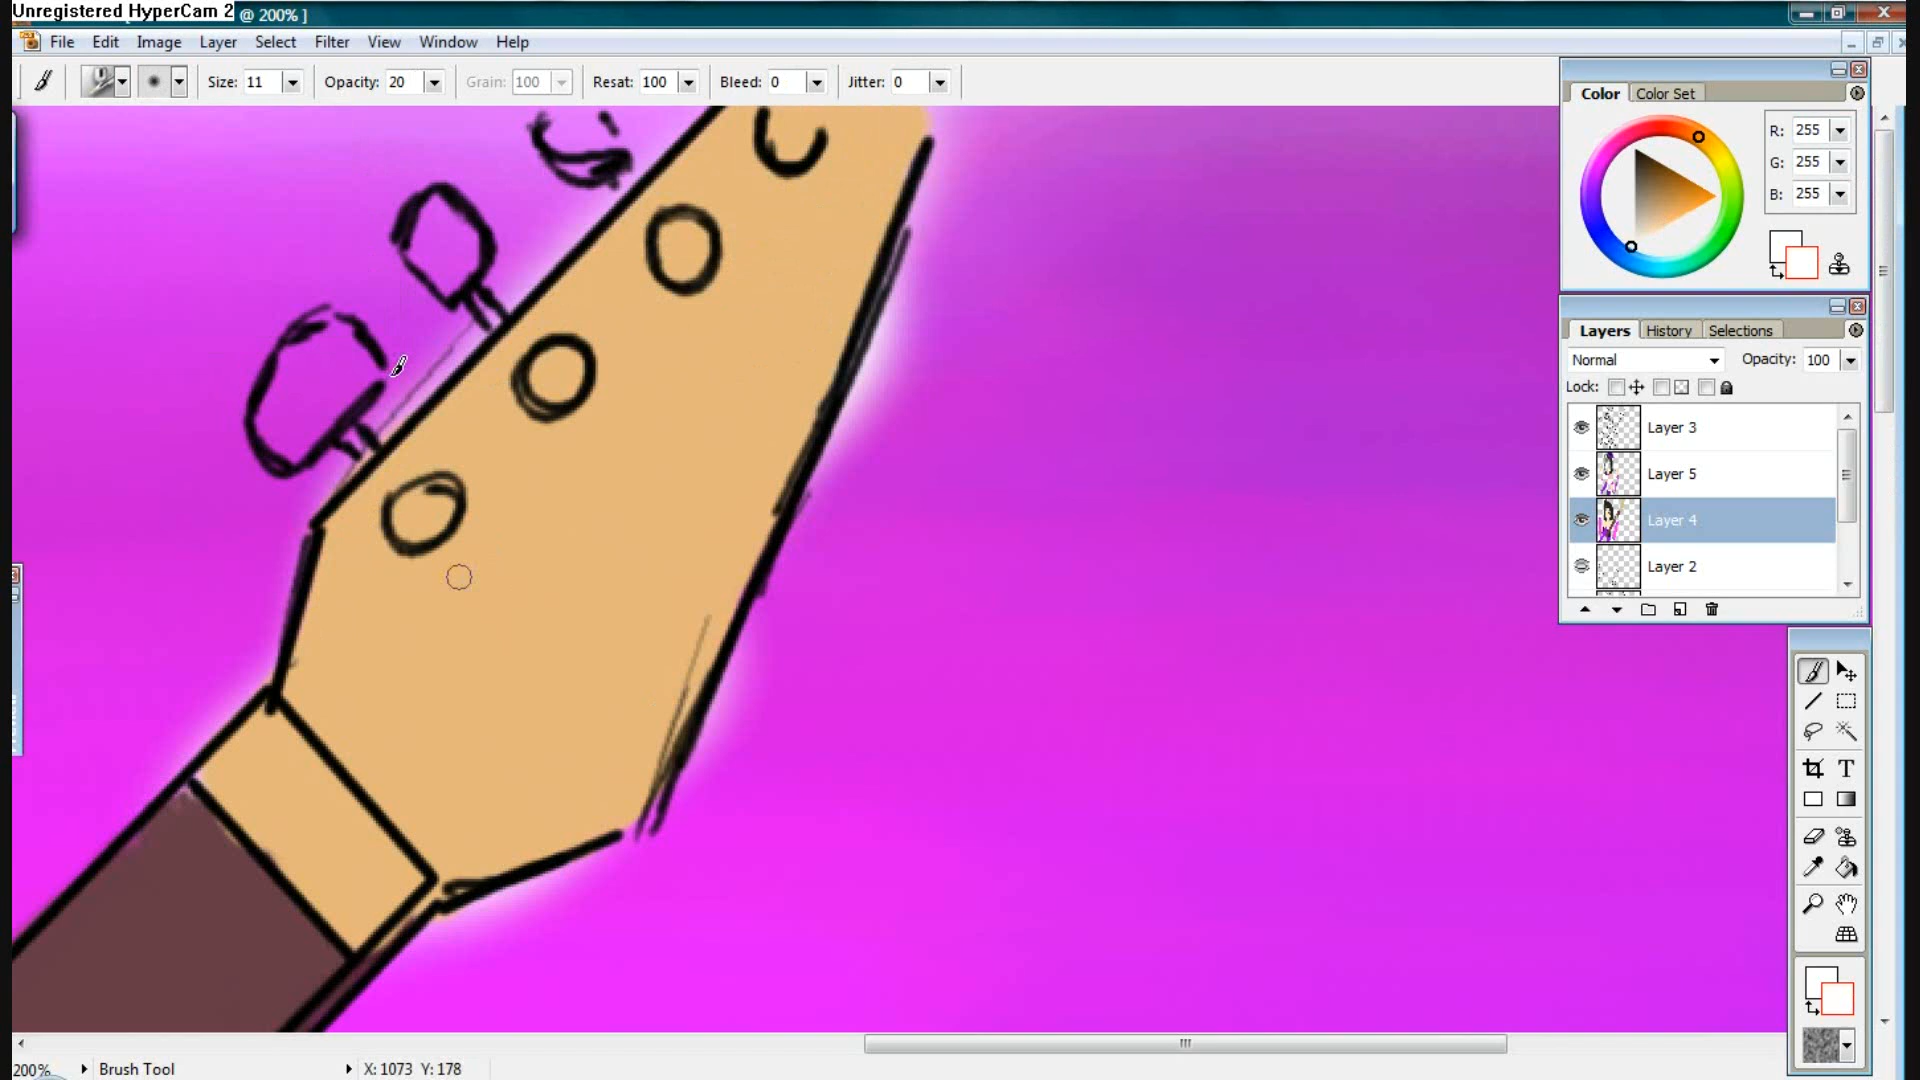 Unregistered HyperCam 2 @ 200% ]
File Edit Image Layer Select Filter View Window Help
Size: 11 Opacity: 20 Grain: 100 Resat: 100 Bleed: 0 Jitter: 0
Color Color Set
R: 255
G: 255
B: 255
Layers History Selections
Normal Opacity: 100
Lock:
Layer 3
Layer 5
Layer 4
Layer 2
T
200% Brush Tool X: 1073 Y: 178